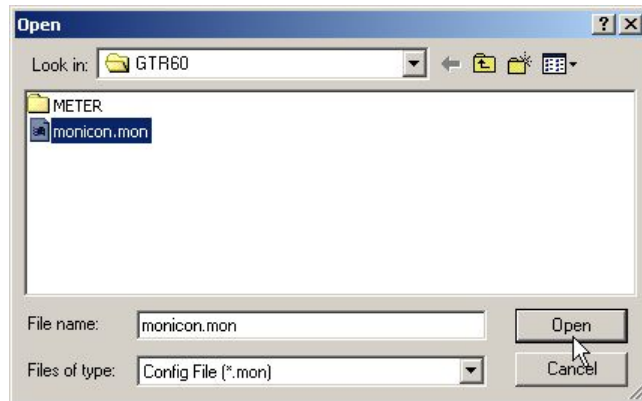 Open
Look in: GTR60
METER
monicon.mon
File name: monicon.mon Open
Files of type: Config File (*.mon) Cancel